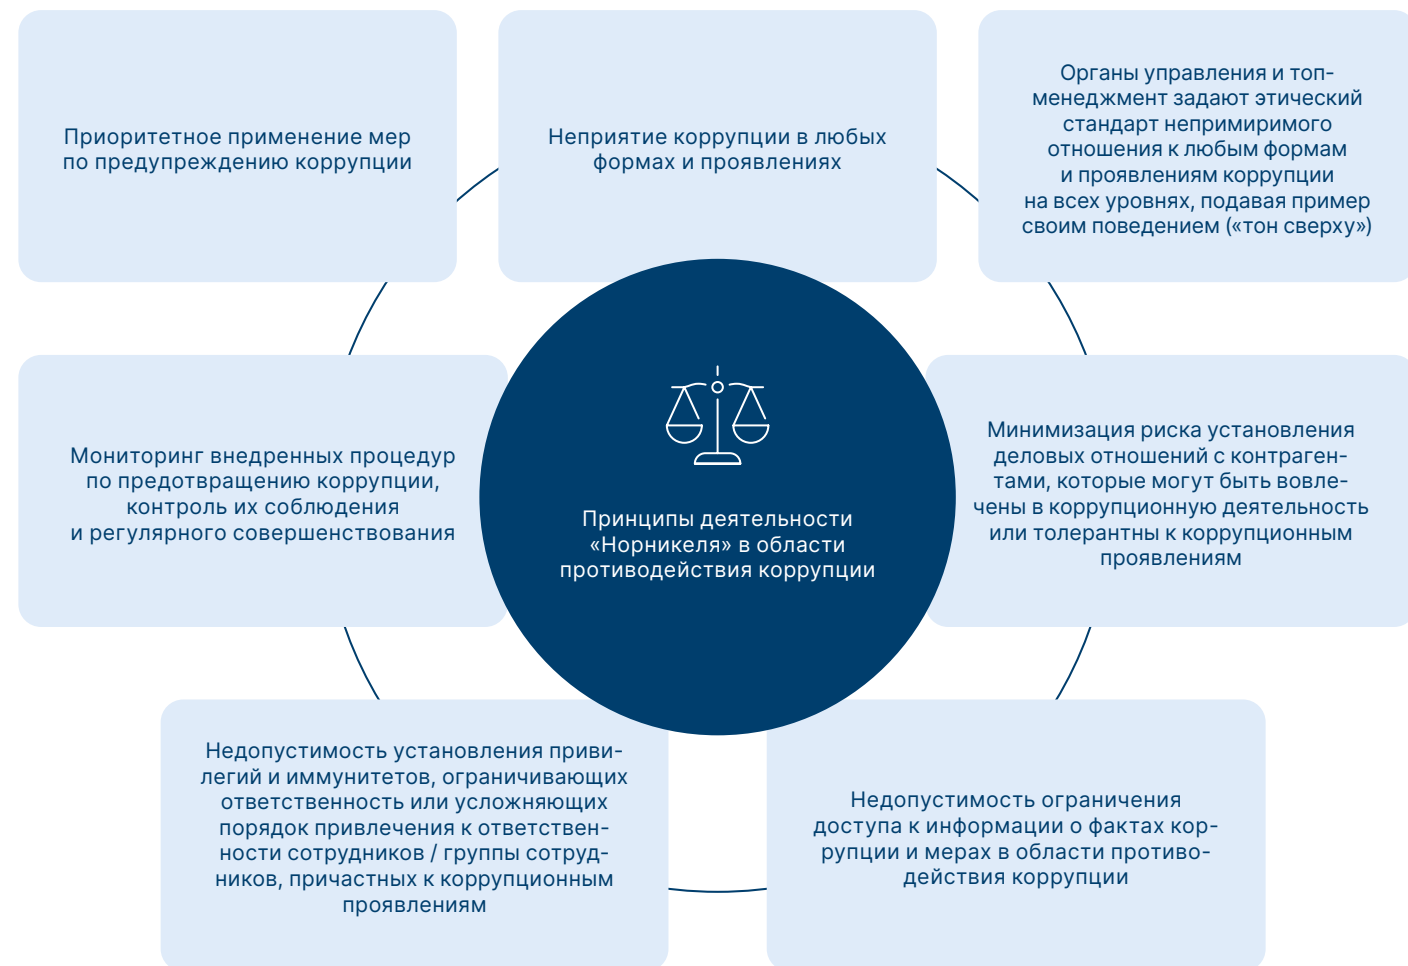 Приоритетное применение мер
по предупреждению коррупции
Неприятие коррупции в любых
формах и проявлениях
Органы управления и топ-
менеджмент задают этический
стандарт непримиримого
отношения к любым формам
и проявлениям коррупции
на всех уровнях, подавая пример
своим поведением («тон сверху»)
Мониторинг внедренных процедур
по предотвращению коррупции,
контроль их соблюдения
и регулярного совершенствования
Принципы деятельности
«Норникеля» в области
противодействия коррупции
Минимизация риска установления
деловых отношений с контраген-
тами, которые могут быть вовле-
чены в коррупционную деятельность
или толерантны к коррупционным
проявлениям
Недопустимость установления приви-
легий и иммунитетов, ограничивающих
ответственность или усложняющих
порядок привлечения к ответствен-
ности сотрудников / группы сотруд-
ников, причастных к коррупционным
проявлениям
Недопустимость ограничения
доступа к информации о фактах кор-
рупции и мерах в области противо-
действия коррупции